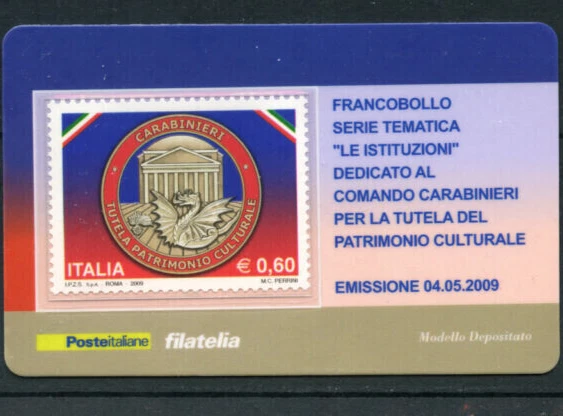 CARABINIERI
TUTELA PATRIMONIO CULTURALE
ITALIA € 0,60
I.P.Z.S. S.p.A. - ROMA - 2009 M.C. PERRINI
FRANCOBOLLO
SERIE TEMATICA
"LE ISTITUZIONI"
DEDICATO AL
COMANDO CARABINIERI
PER LA TUTELA DEL
PATRIMONIO CULTURALE
EMISSIONE 04.05.2009
Posteitaliane filatelia
Modello Depositato